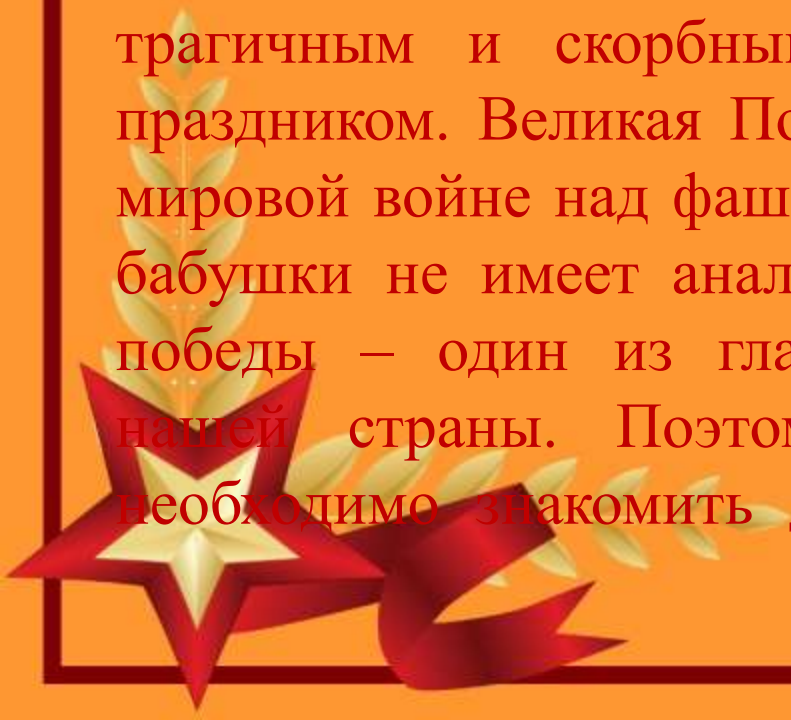 трагичным и скорбны
праздником. Великая По
мировой войне над фаш
бабушки не имеет анал
победы – один из гла
нашей страны. Поэтом
необходимо знакомить